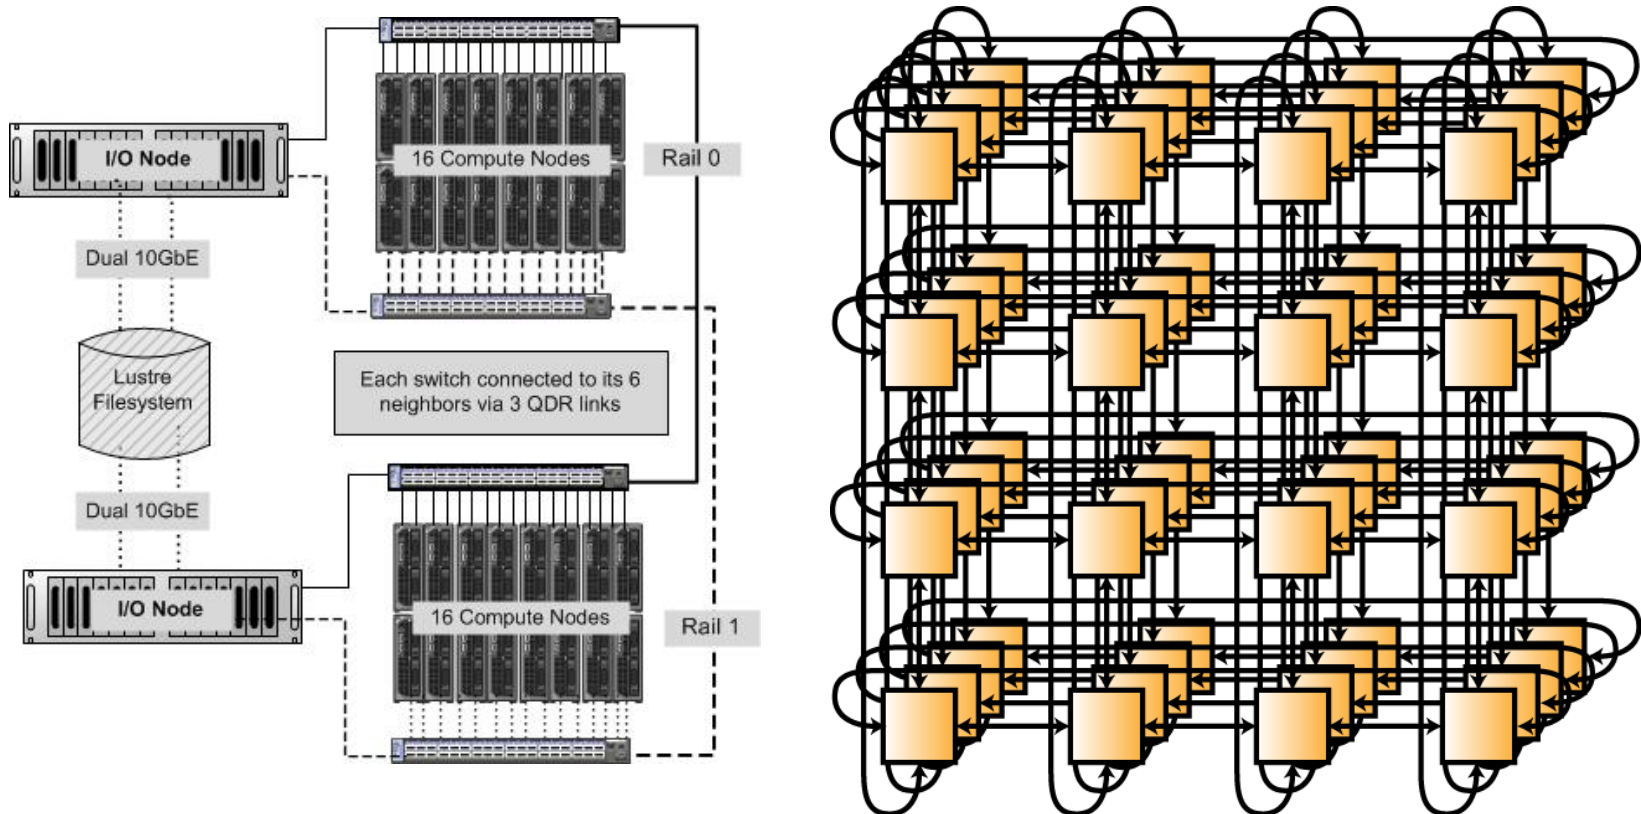 I/O Node
16 Compute Nodes
Rail 0
Dual 10GbE
Lustre
Filesystem
Each switch connected to its 6
neighbors via 3 QDR links
Dual 10GbE
I/O Node
16 Compute Nodes
Rail 1